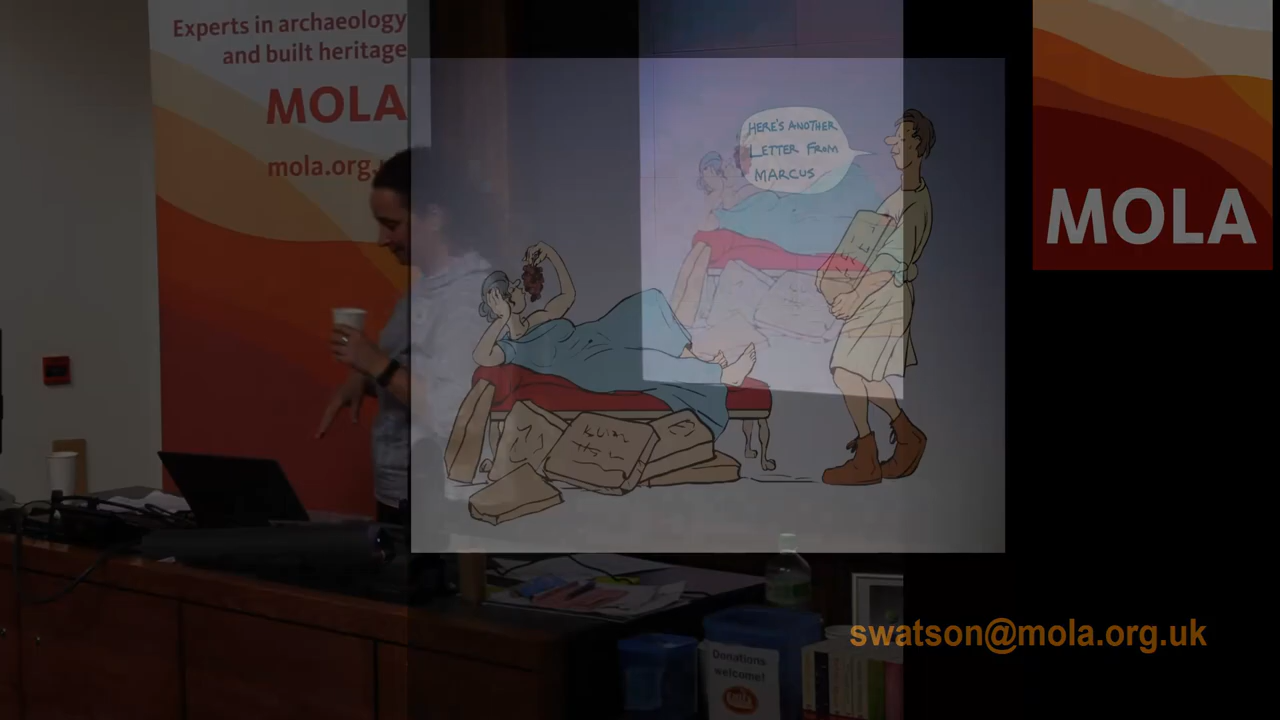 Experts in archaeology
and built heritage
MOLA
mola.org.
HERE'S ANOTHER
LETTER FROM
MARCUS
MOLA
swatson@mola.org.uk
Donations
welcome!
MOLA